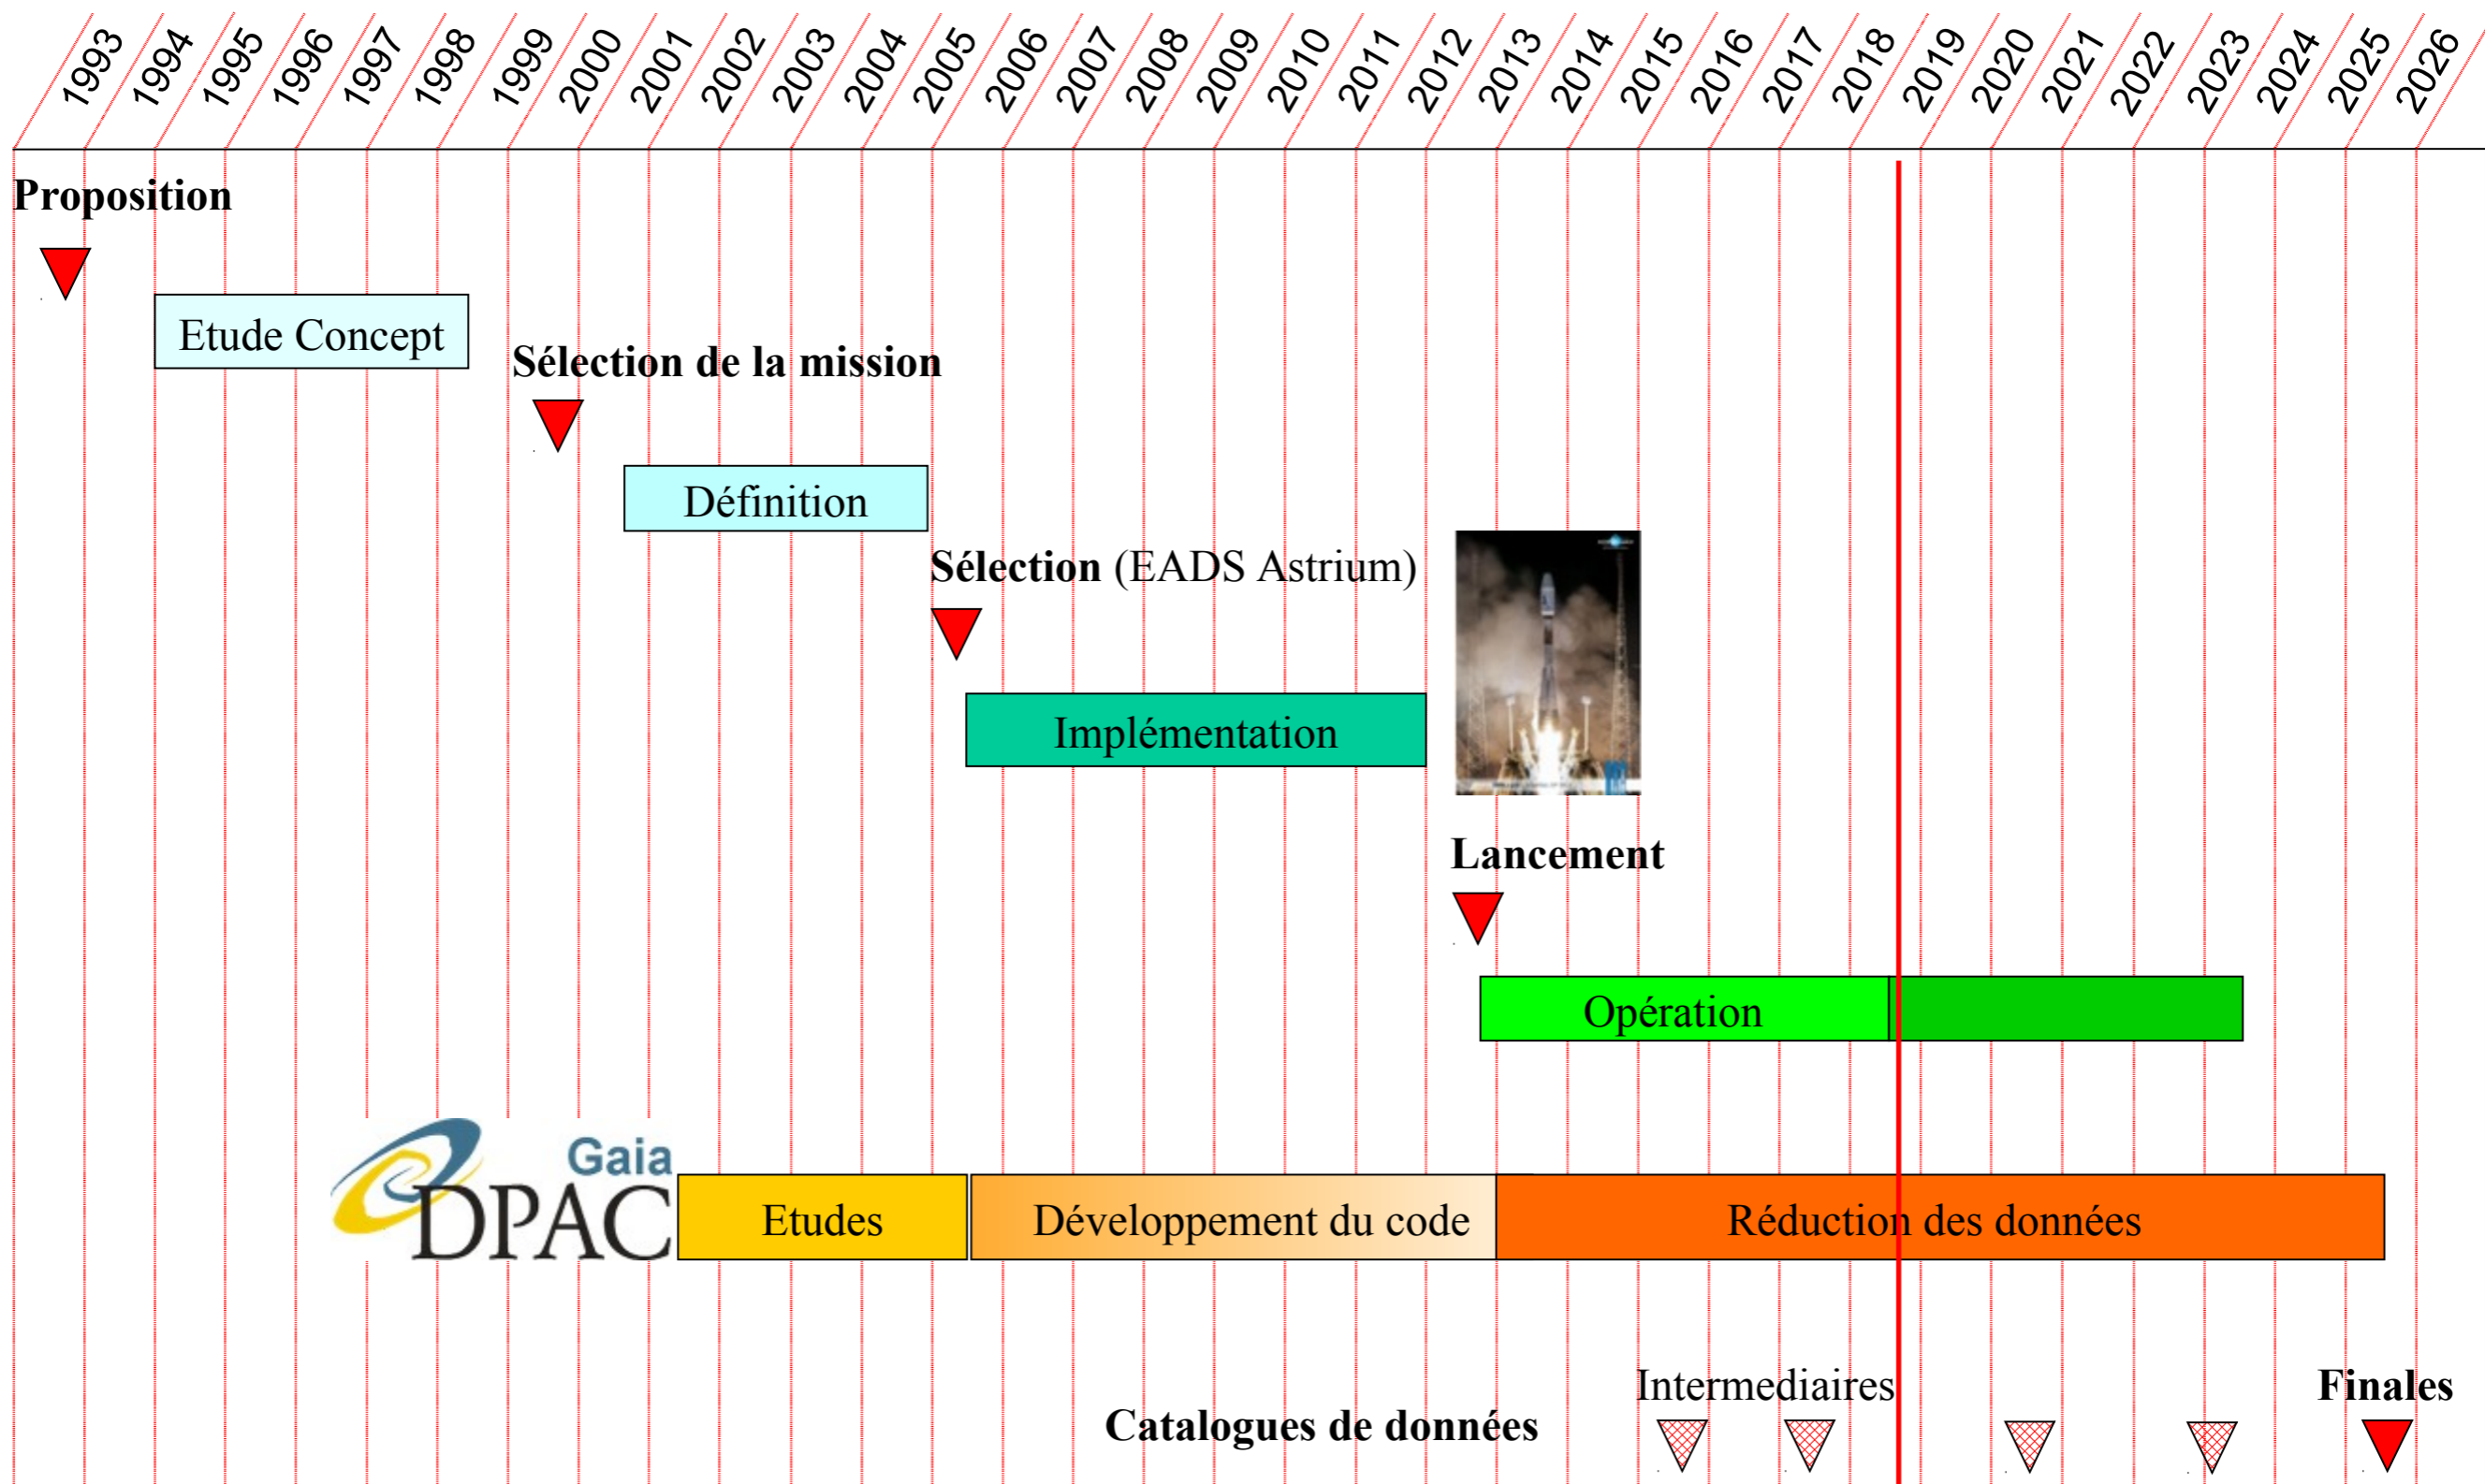 1993 1994 1995 1996 1997 1998 1999 2000 2001 2002 2003 2004 2005 2006 2007 2008 2009 2010 2011 2012 2013 2014 2015 2016 2017 2018 2019 2020 2021 2022 2023 2024 2025 2026
Proposition
Etude Concept
Sélection de la mission
Définition
Sélection (EADS Astrium)
Implémentation
Lancement
Opération
Gaia
DPAC
Etudes
Développement du code
Réduction des données
Intermediaires
Finales
Catalogues de données